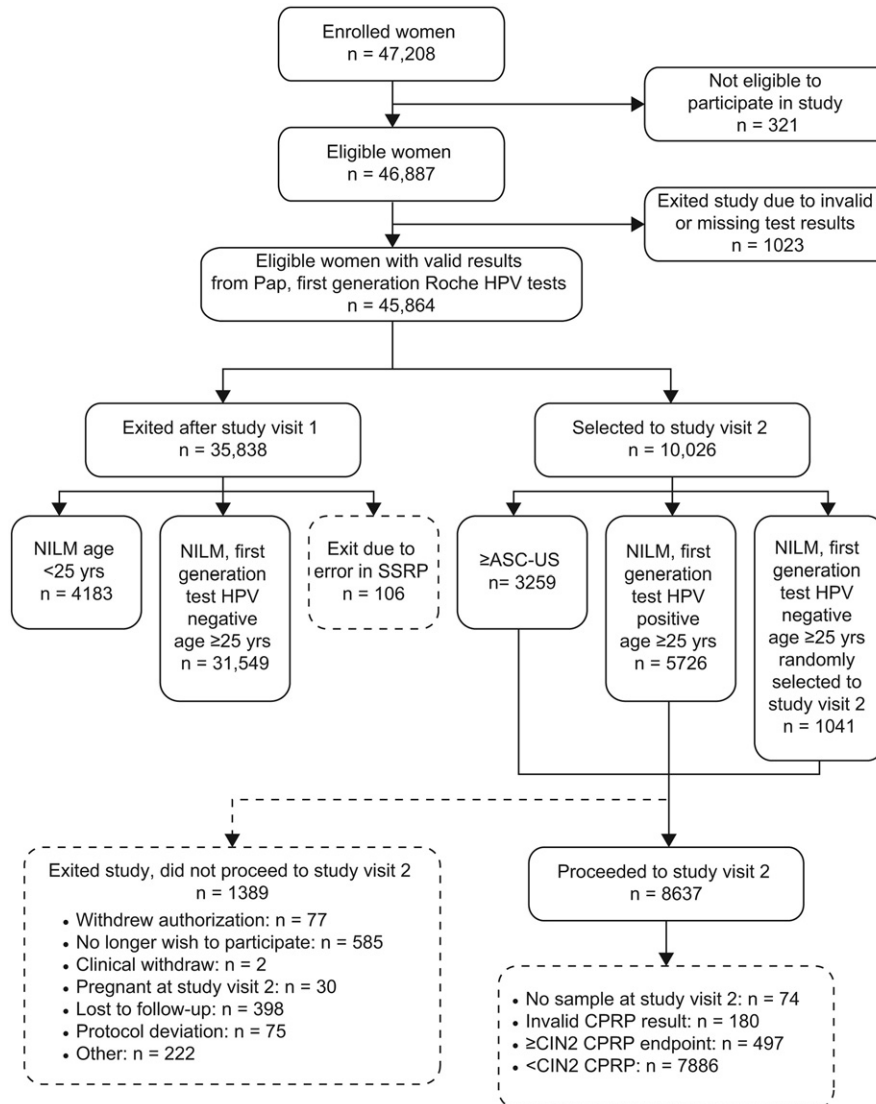 Enrolled women
n = 47,208
Not eligible to
participate in study
n = 321
Eligible women
n = 46,887
Exited study due to invalid
or missing test results
n = 1023
Eligible women with valid results
from Pap, first generation Roche HPV tests
n = 45,864
Exited after study visit 1
n = 35,838
Selected to study visit 2
n = 10,026
NILM age
<25 yrs
n = 4183
NILM, first
generation
test HPV
negative
age ≥25 yrs
n = 31,549
Exit due to
error in SSRP
n = 106
≥ASC-US
n= 3259
NILM, first
generation
test HPV
positive
age ≥25 yrs
n = 5726
NILM, first
generation
test HPV
negative
age ≥25 yrs
randomly
selected to
study visit 2
n = 1041
Exited study, did not proceed to study visit 2
n = 1389
• Withdrew authorization: n = 77
• No longer wish to participate: n = 585
• Clinical withdraw: n = 2
• Pregnant at study visit 2: n = 30
• Lost to follow-up: n = 398
• Protocol deviation: n = 75
• Other: n = 222
Proceeded to study visit 2
n = 8637
• No sample at study visit 2: n = 74
• Invalid CPRP result: n = 180
• ≥CIN2 CPRP endpoint: n = 497
• <CIN2 CPRP: n = 7886